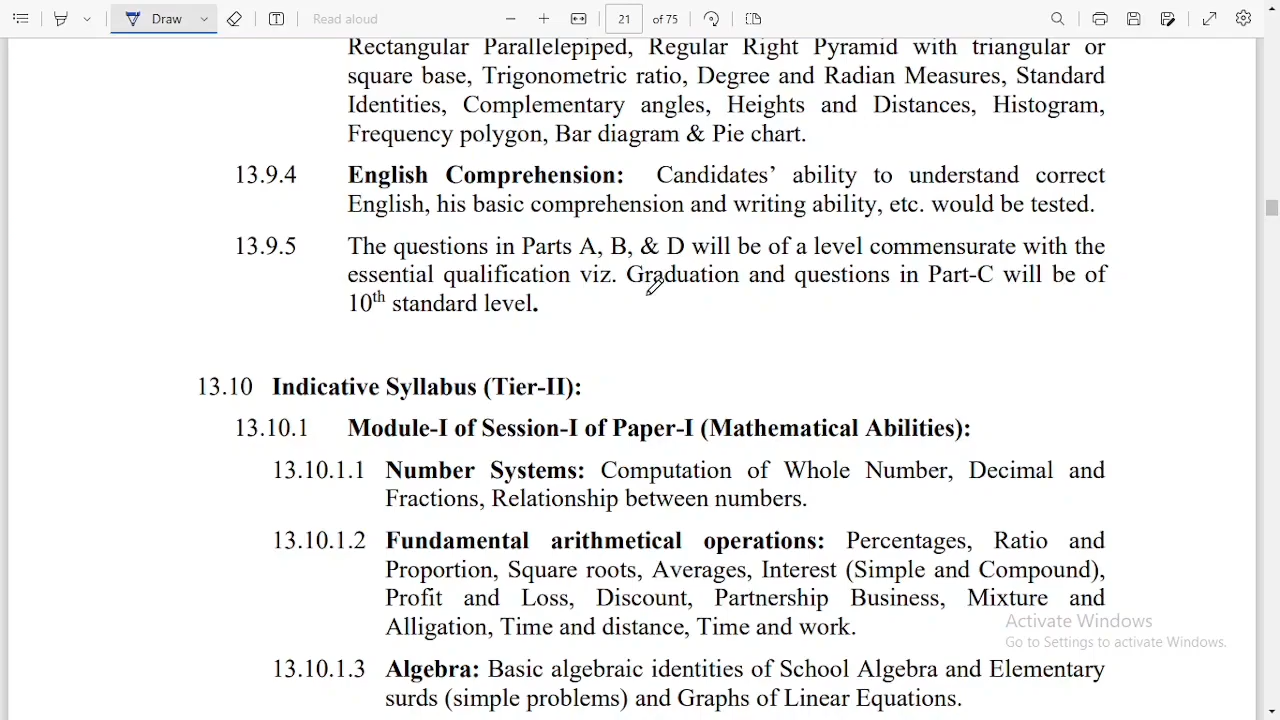 Draw
Read aloud
21
of 75
Rectangular Parallelepiped, Regular Right Pyramid with triangular or
square base, Trigonometric ratio, Degree and Radian Measures, Standard
Identities, Complementary angles, Heights and Distances, Histogram,
Frequency polygon, Bar diagram & Pie chart.
13.9.4 English Comprehension: Candidates’ ability to understand correct
English, his basic comprehension and writing ability, etc. would be tested.
13.9.5 The questions in Parts A, B, & D will be of a level commensurate with the
essential qualification viz. Graduation and questions in Part-C will be of
10th standard level.
13.10 Indicative Syllabus (Tier-II):
13.10.1 Module-I of Session-I of Paper-I (Mathematical Abilities):
13.10.1.1 Number Systems: Computation of Whole Number, Decimal and
Fractions, Relationship between numbers.
13.10.1.2 Fundamental arithmetical operations: Percentages, Ratio and
Proportion, Square roots, Averages, Interest (Simple and Compound),
Profit and Loss, Discount, Partnership Business, Mixture and
Alligation, Time and distance, Time and work.
Activate Windows
Go to Settings to activate Windows.
13.10.1.3 Algebra: Basic algebraic identities of School Algebra and Elementary
surds (simple problems) and Graphs of Linear Equations.